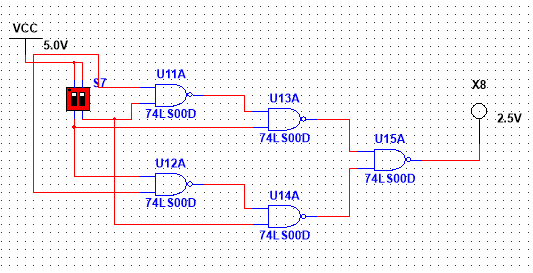 VCC
5.0V
S7
U11A
74LS00D
U13A
74LS00D
X8
2.5V
U15A
74LS00D
U12A
74LS00D
U14A
74LS00D